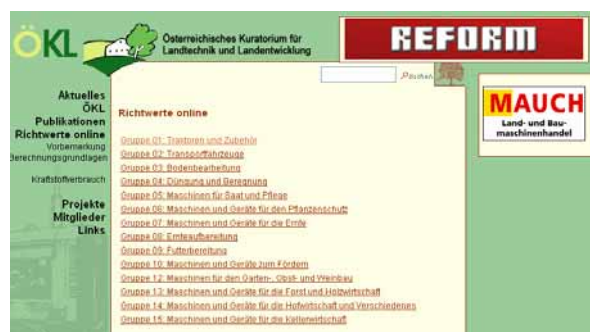 ÖKL
Österreichisches Kuratorium für
Landtechnik und Landentwicklung
REFORM
Suchen
Aktuelles
ÖKL
Publikationen
Richtwerte online
Vorbemerkung
Berechnungsgrundlagen
Kraftstoffverbrauch
Projekte
Mitglieder
Links
Richtwerte online
Gruppe 01: Traktoren und Zubehör
Gruppe 02: Transportfahrzeuge
Gruppe 03: Bodenbearbeitung
Gruppe 04: Düngung und Beregnung
Gruppe 05: Maschinen für Saat und Pflege
Gruppe 06: Maschinen und Geräte für den Pflanzenschutz
Gruppe 07: Maschinen und Geräte für die Ernte
Gruppe 08: Ernteaufbereitung
Gruppe 09: Futterbereitung
Gruppe 10: Maschinen und Geräte zum Fördern
Gruppe 12: Maschinen für den Garten-, Obst- und Weinbau
Gruppe 13: Maschinen und Geräte für die Forst und Holzwirtschaft
Gruppe 14: Maschinen und Geräte für die Hofwirtschaft und Verschiedenes
Gruppe 15: Maschinen und Geräte für die Kellerwirtschaft
MAUCH
Land- und Bau-
maschinenhandel